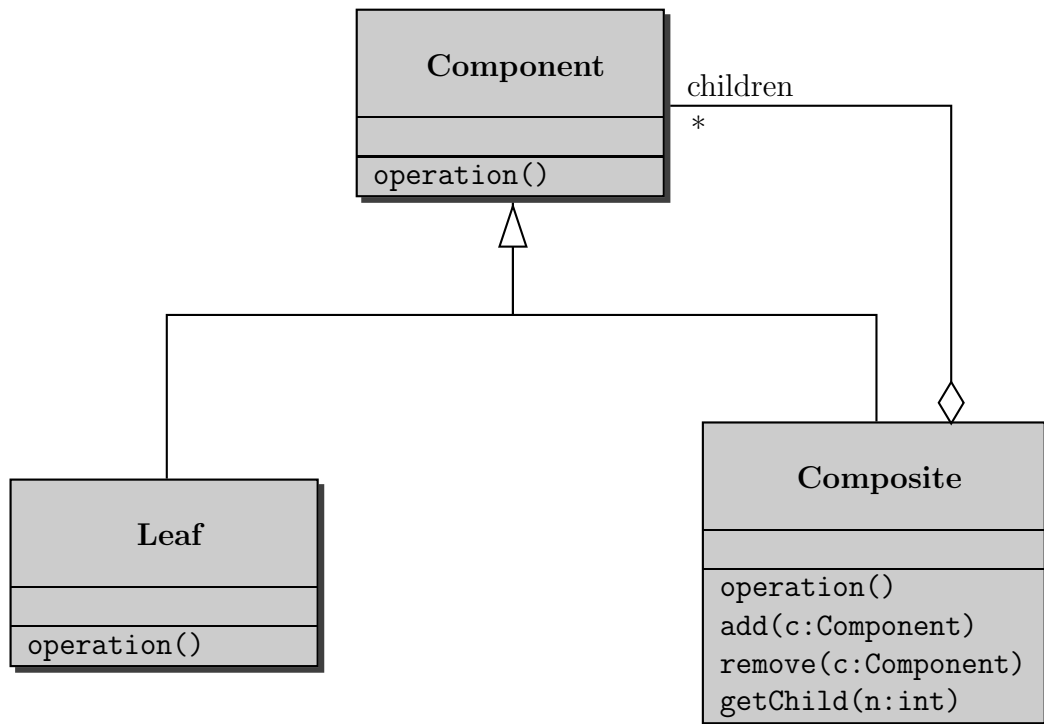 Component
children
*
operation()
Composite
Leaf
operation()
add(c:Component)
remove(c:Component)
getChild(n:int)
operation()